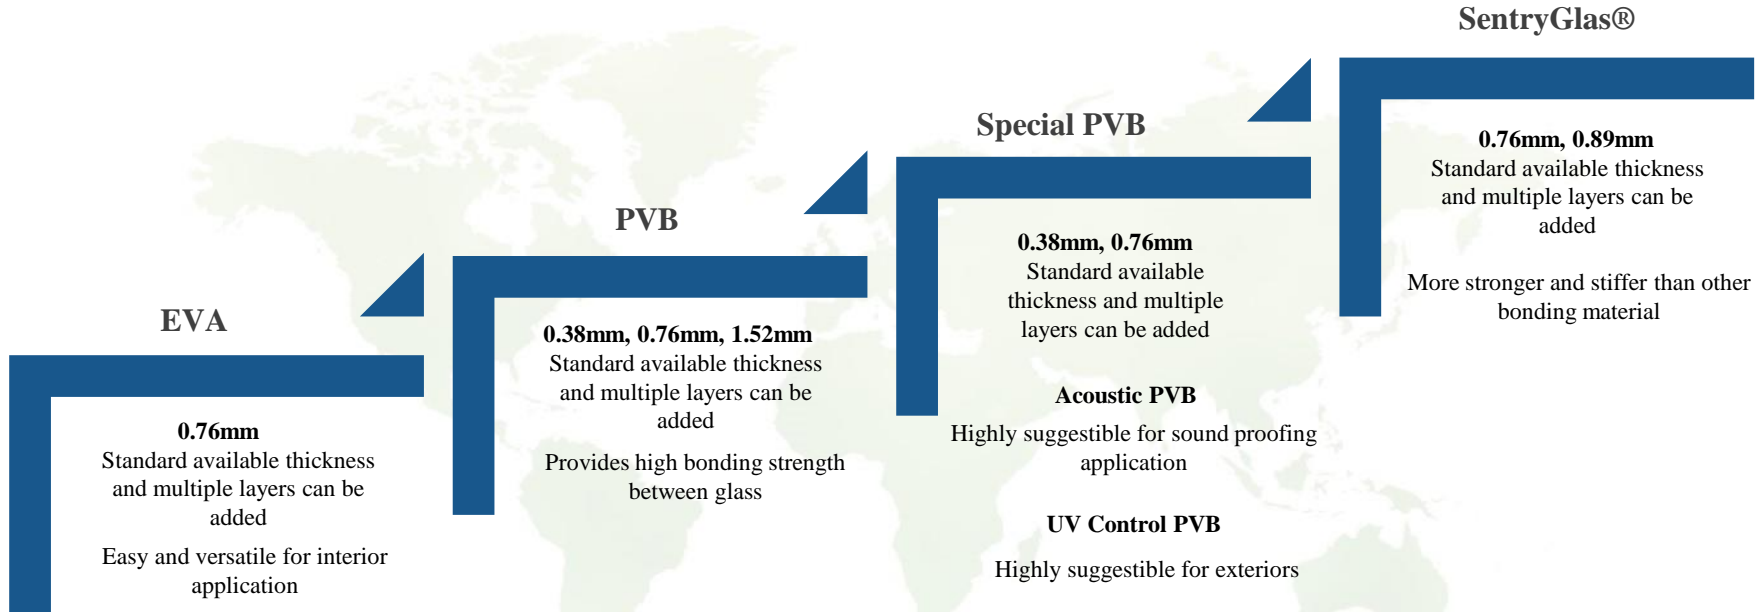 EVA
0.76mm
Standard available thickness
and multiple layers can be
added
Easy and versatile for interior
application
PVB
0.38mm, 0.76mm, 1.52mm
Standard available thickness
and multiple layers can be
added
Provides high bonding strength
between glass
Special PVB
0.38mm, 0.76mm
Standard available
thickness and multiple
layers can be added
Acoustic PVB
Highly suggestible for sound proofing
application
UV Control PVB
Highly suggestible for exteriors
SentryGlas®
0.76mm, 0.89mm
Standard available thickness
and multiple layers can be
added
More stronger and stiffer than other
bonding material